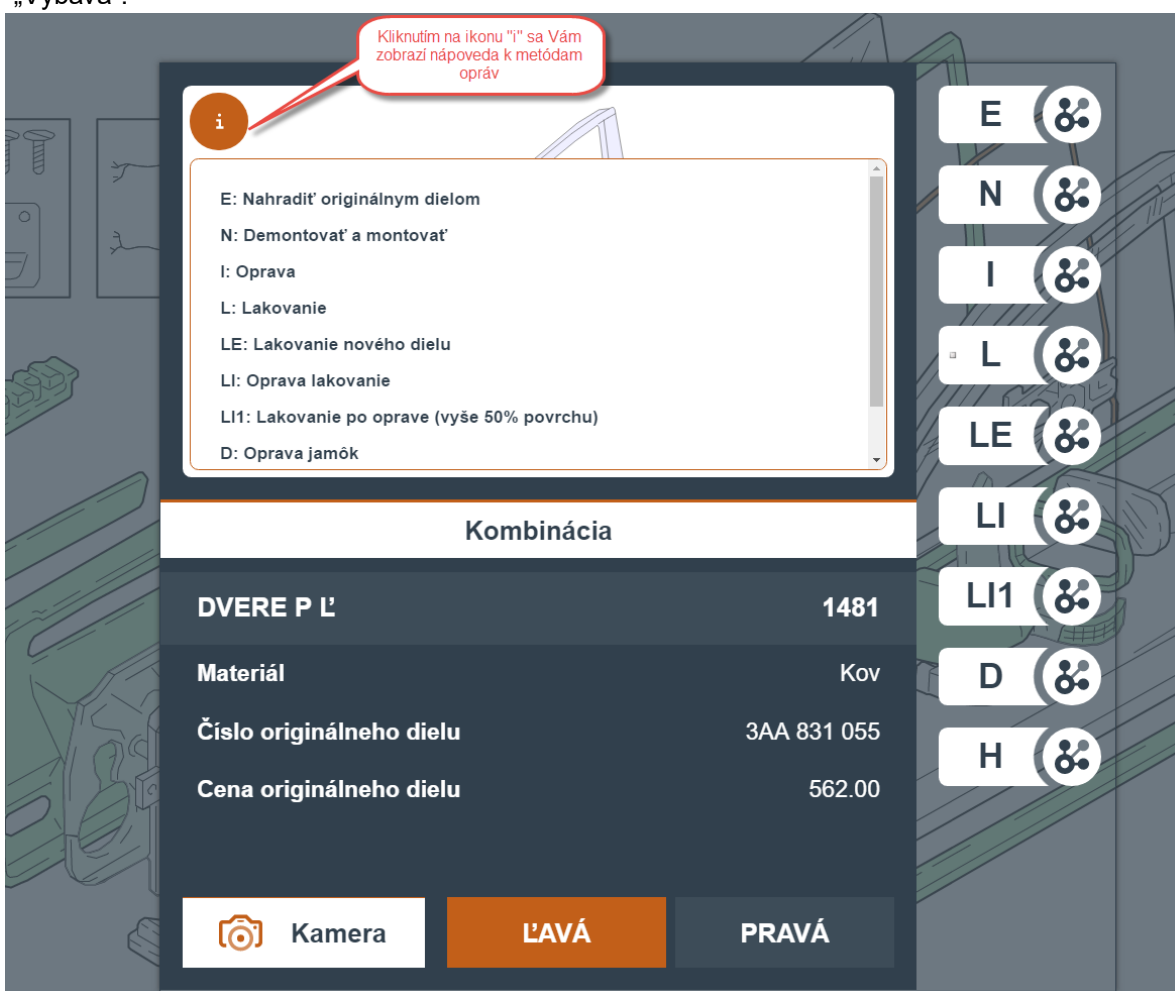 „Výbava“.
Kliknutím na ikonu "i" sa Vám
zobrazí nápoveda k metódam
opráv
i
E: Nahradiť originálnym dielom
N: Demontovať a montovať
I: Oprava
L: Lakovanie
LE: Lakovanie nového dielu
LI: Oprava lakovanie
LI1: Lakovanie po oprave (vyše 50% povrchu)
D: Oprava jamôk
E
N
I
L
LE
LI
LI1
D
H
Kombinácia
DVERE P Ľ 1481
Materiál Kov
Číslo originálneho dielu 3AA 831 055
Cena originálneho dielu 562.00
Kamera ĽAVÁ PRAVÁ